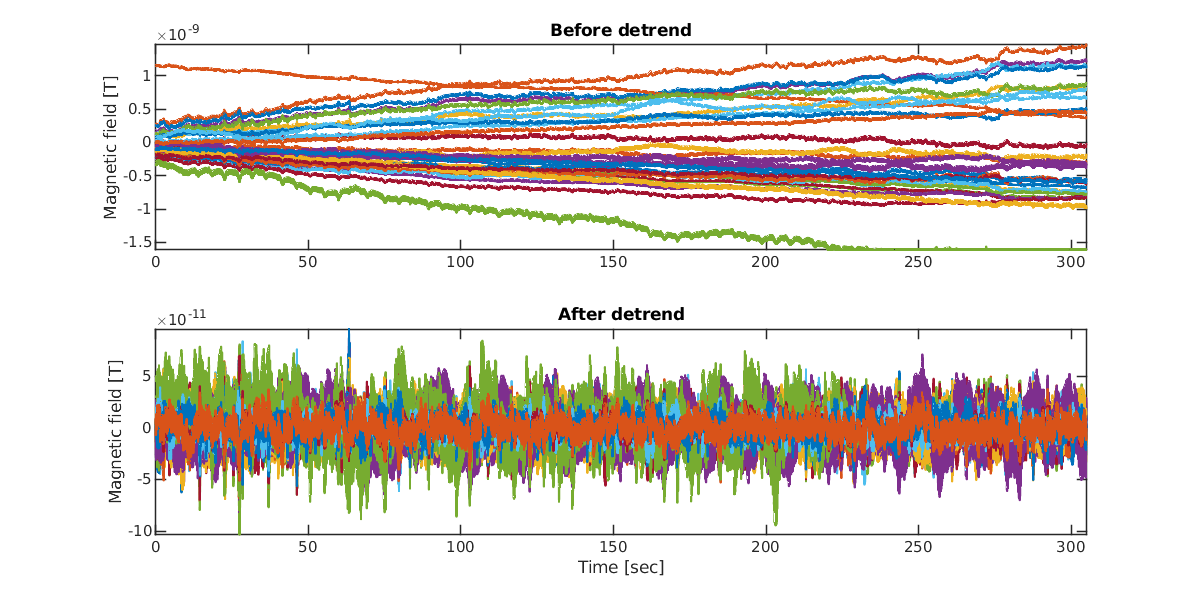 Before detrend
×10-9
Magnetic field [T]
1
0.5
0
-0.5
-1
-1.5
0 50 100 150 200 250 300
After detrend
×10-11
Magnetic field [T]
5
0
-5
-10
0 50 100 150 200 250 300
Time [sec]